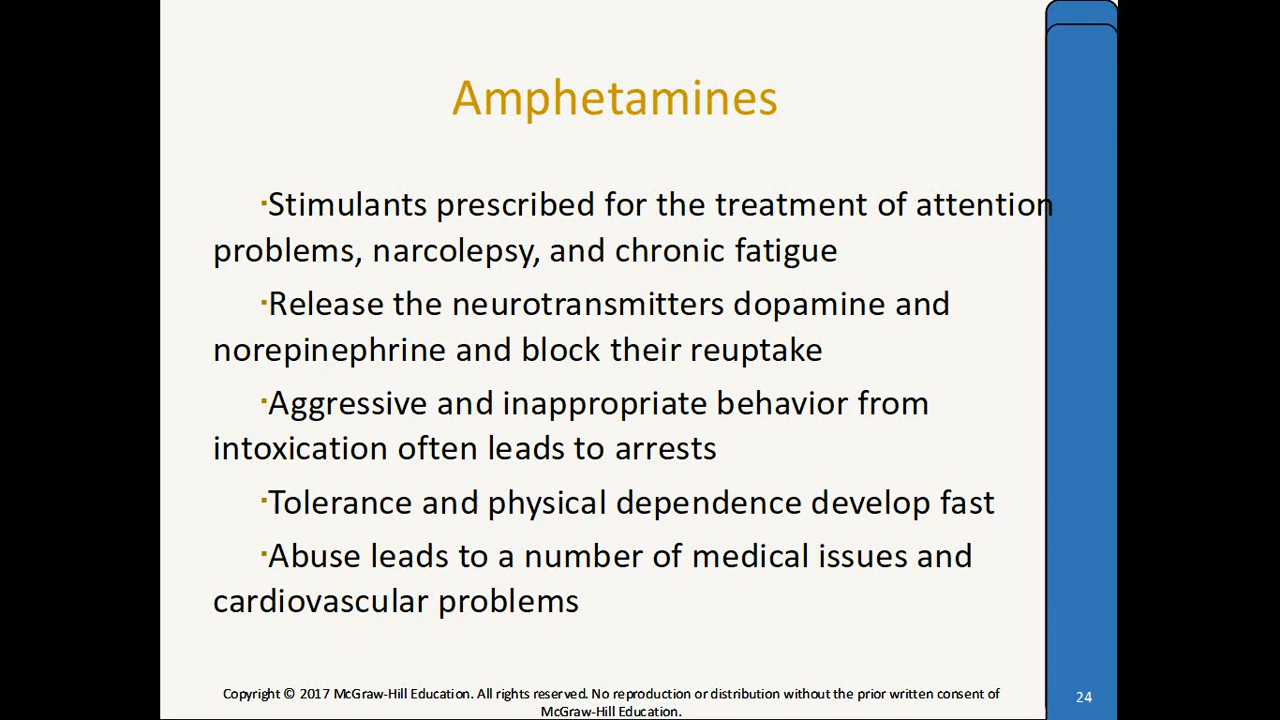 Amphetamines
▪Stimulants prescribed for the treatment of attention
problems, narcolepsy, and chronic fatigue
▪Release the neurotransmitters dopamine and
norepinephrine and block their reuptake
▪Aggressive and inappropriate behavior from
intoxication often leads to arrests
▪Tolerance and physical dependence develop fast
▪Abuse leads to a number of medical issues and
cardiovascular problems
Copyright © 2017 McGraw-Hill Education. All rights reserved. No reproduction or distribution without the prior written consent of
McGraw-Hill Education.
24